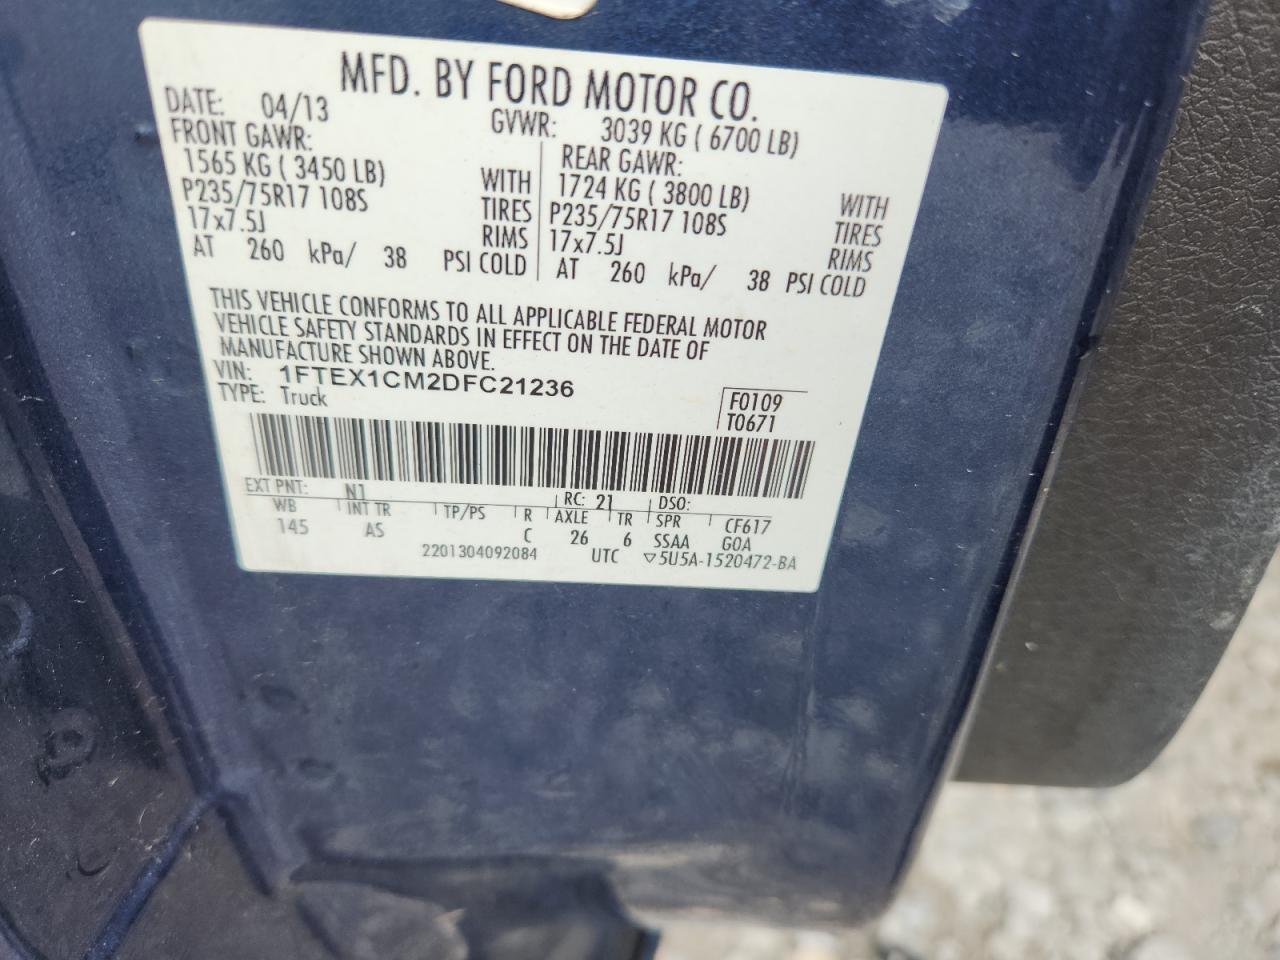 MFD. BY FORD MOTOR CO.
DATE: 04/13 GVWR: 3039 KG ( 6700 LB)
FRONT GAWR: REAR GAWR:
1565 KG ( 3450 LB) WITH 1724 KG ( 3800 LB) WITH
P235/75R17 108S TIRES P235/75R17 108S TIRES
17x7.5J RIMS 17x7.5J RIMS
AT 260 kPa/ 38 PSI COLD AT 260 kPa/ 38 PSI COLD
THIS VEHICLE CONFORMS TO ALL APPLICABLE FEDERAL MOTOR
VEHICLE SAFETY STANDARDS IN EFFECT ON THE DATE OF
MANUFACTURE SHOWN ABOVE.
VIN: 1FTEX1CM2DFC21236
TYPE: Truck
F0109
T0671
EXT PNT: N1 RC: 21 DSO:
WB INT TR TP/PS R AXLE TR SPR CF617
145 AS C 26 6 SSAA GOA
2201304092084 UTC ▽5U5A-1520472-BA